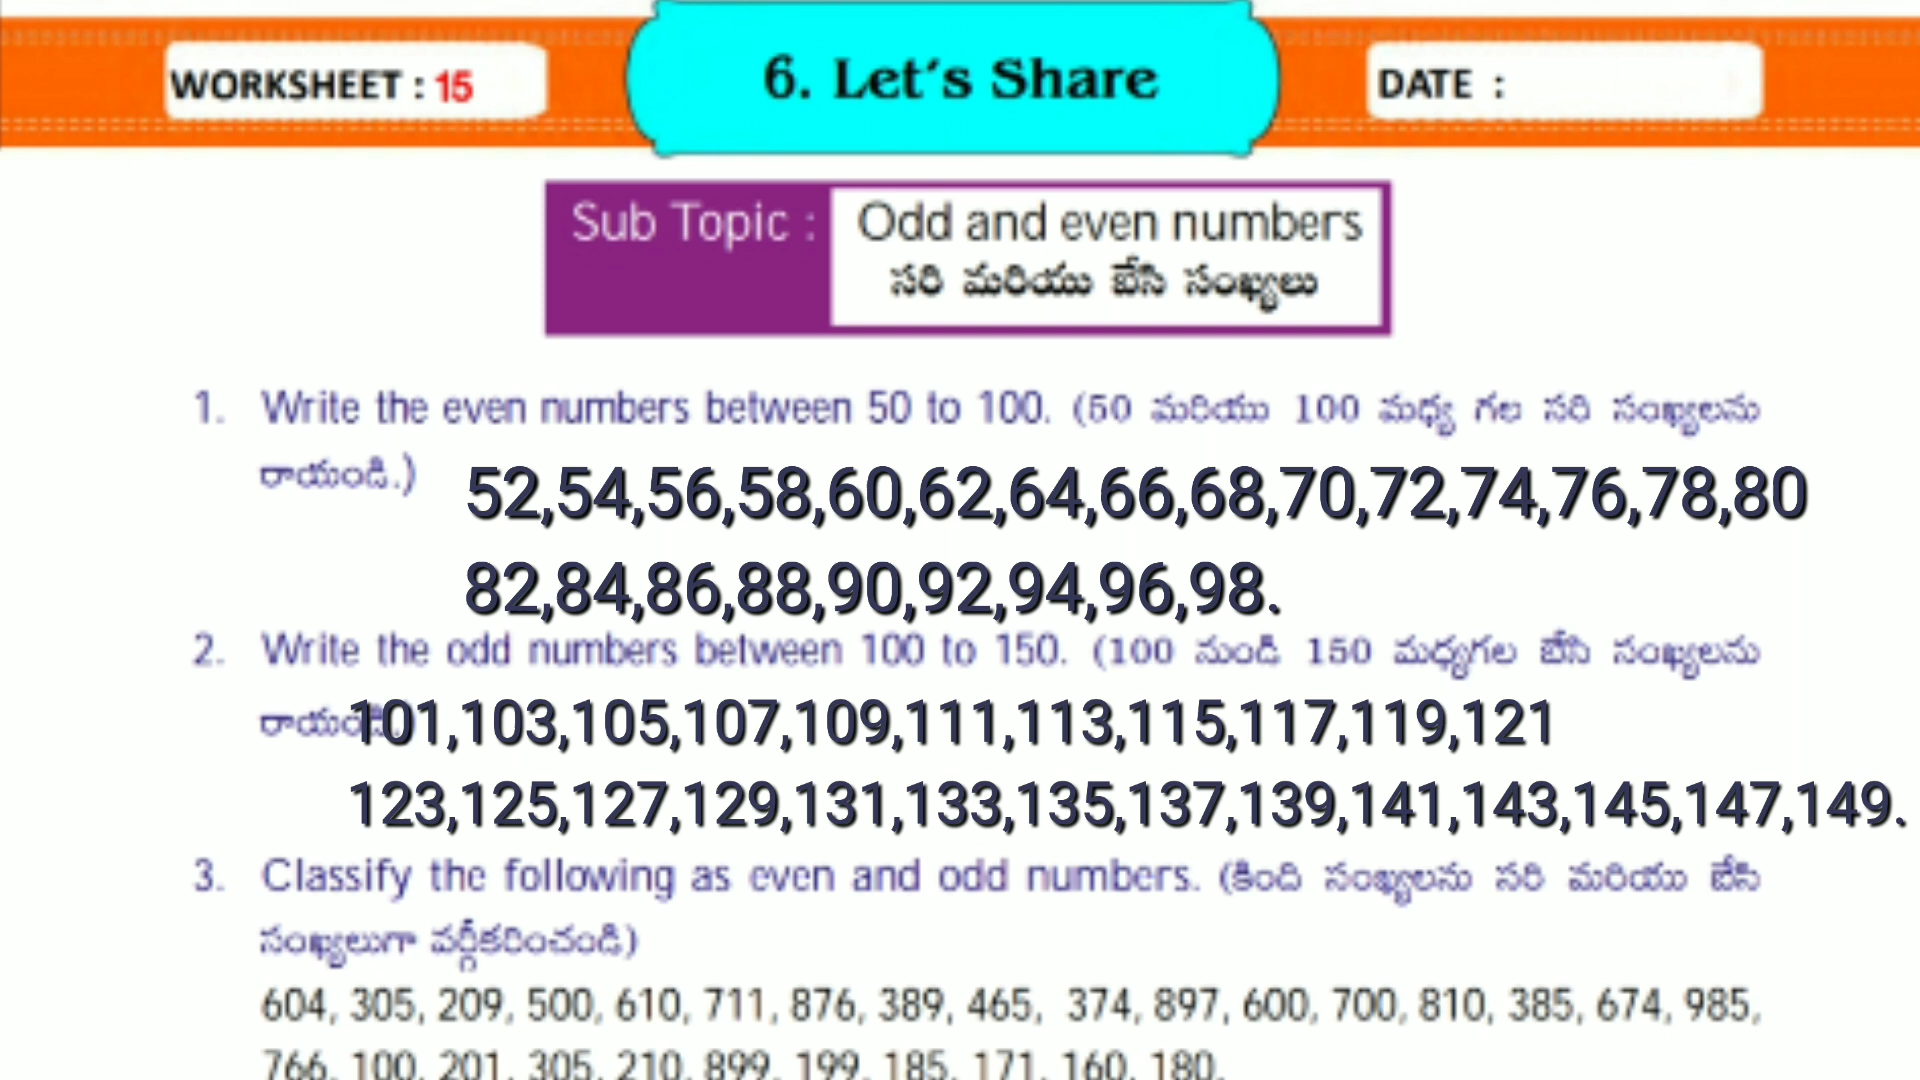 WORKSHEET : 15
6. Let's Share
DATE :
Sub Topic : Odd and even numbers
సరి మరియు బేసి సంఖ్యలు
1. Write the even numbers between 50 to 100. (50 మరియు 100 మధ్య గల సరి సంఖ్యలను
రాయండి.) 52,54,56,58,60,62,64,66,68,70,72,74,76,78,80
82,84,86,88,90,92,94,96,98.
2. Write the odd numbers between 100 to 150. (100 నుండి 150 మధ్యగల బేసి సంఖ్యలను
రాయండి.) 101,103,105,107,109,111,113,115,117,119,121
123,125,127,129,131,133,135,137,139,141,143,145,147,149.
3. Classify the following as even and odd numbers. (కింది సంఖ్యలను సరి మరియు బేసి
సంఖ్యలుగా వర్గీకరించండి)
604, 305, 209, 500, 610, 711, 876, 389, 465, 374, 897, 600, 700, 810, 385, 674, 985,
766, 100, 201, 305, 210, 899, 199, 185, 171, 160, 180.